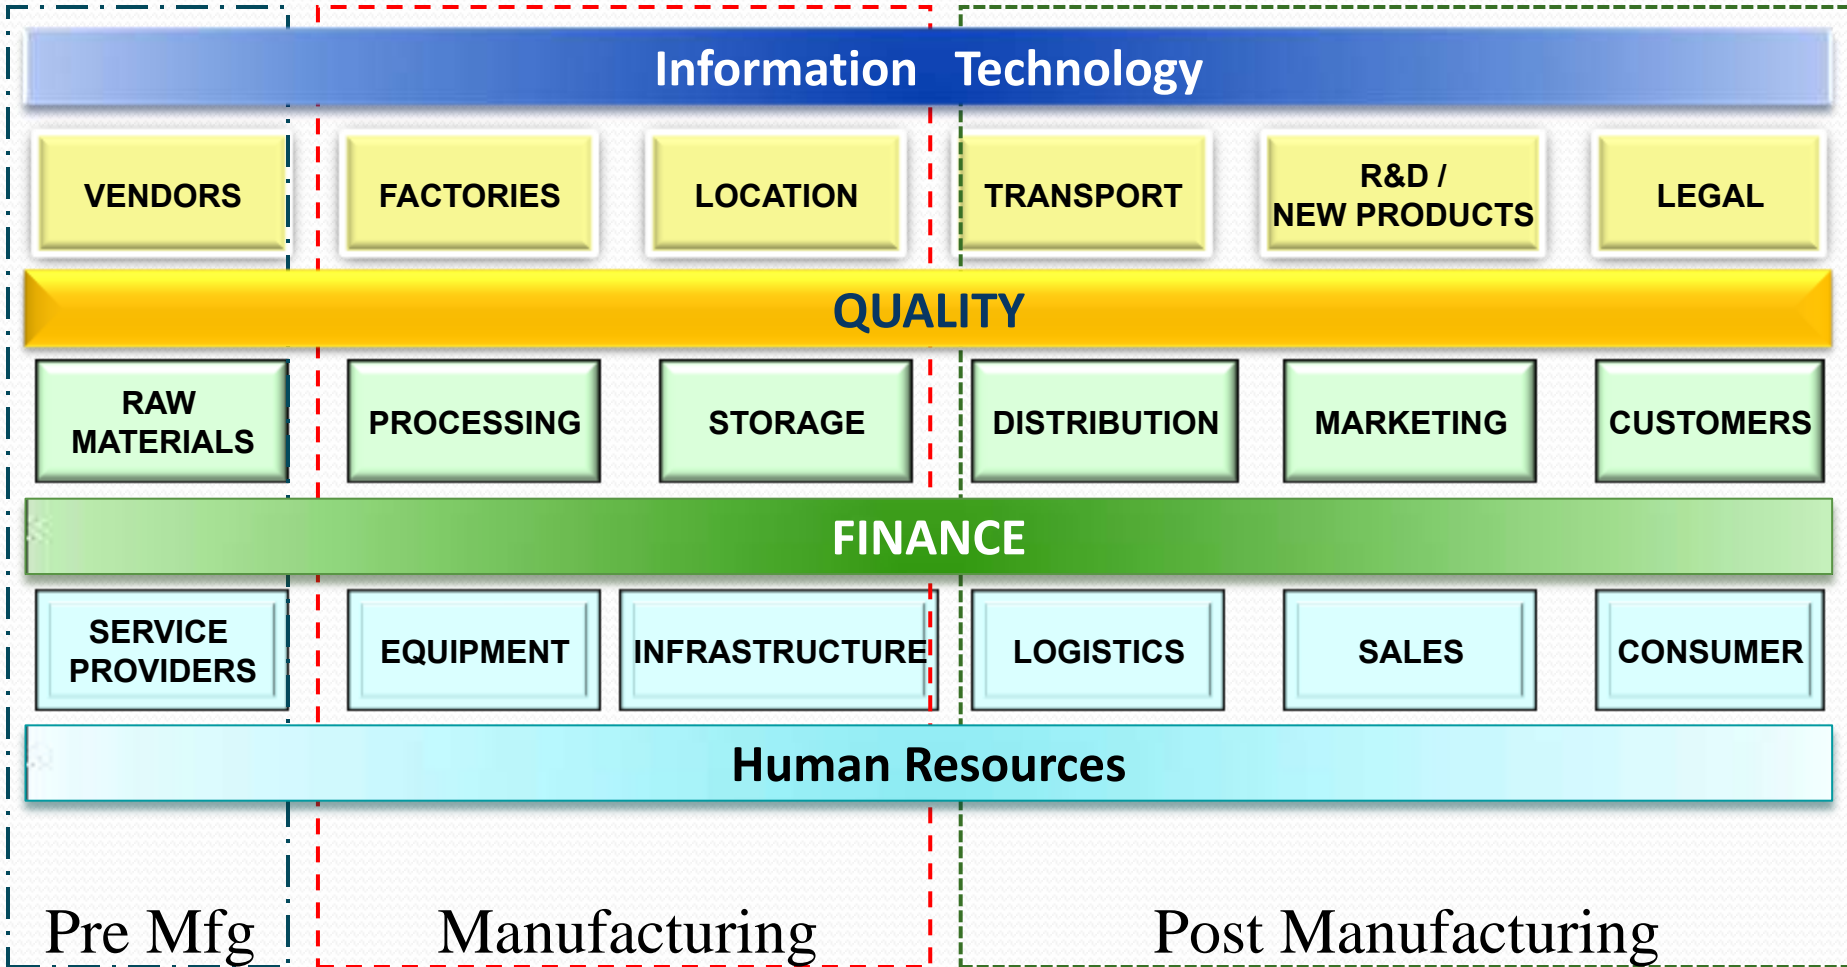 Information Technology
VENDORS
FACTORIES
LOCATION
TRANSPORT
R&D /
NEW PRODUCTS
LEGAL
QUALITY
RAW
MATERIALS
PROCESSING
STORAGE
DISTRIBUTION
MARKETING
CUSTOMERS
FINANCE
SERVICE
PROVIDERS
EQUIPMENT
INFRASTRUCTURE
LOGISTICS
SALES
CONSUMER
Human Resources
Pre Mfg
Manufacturing
Post Manufacturing